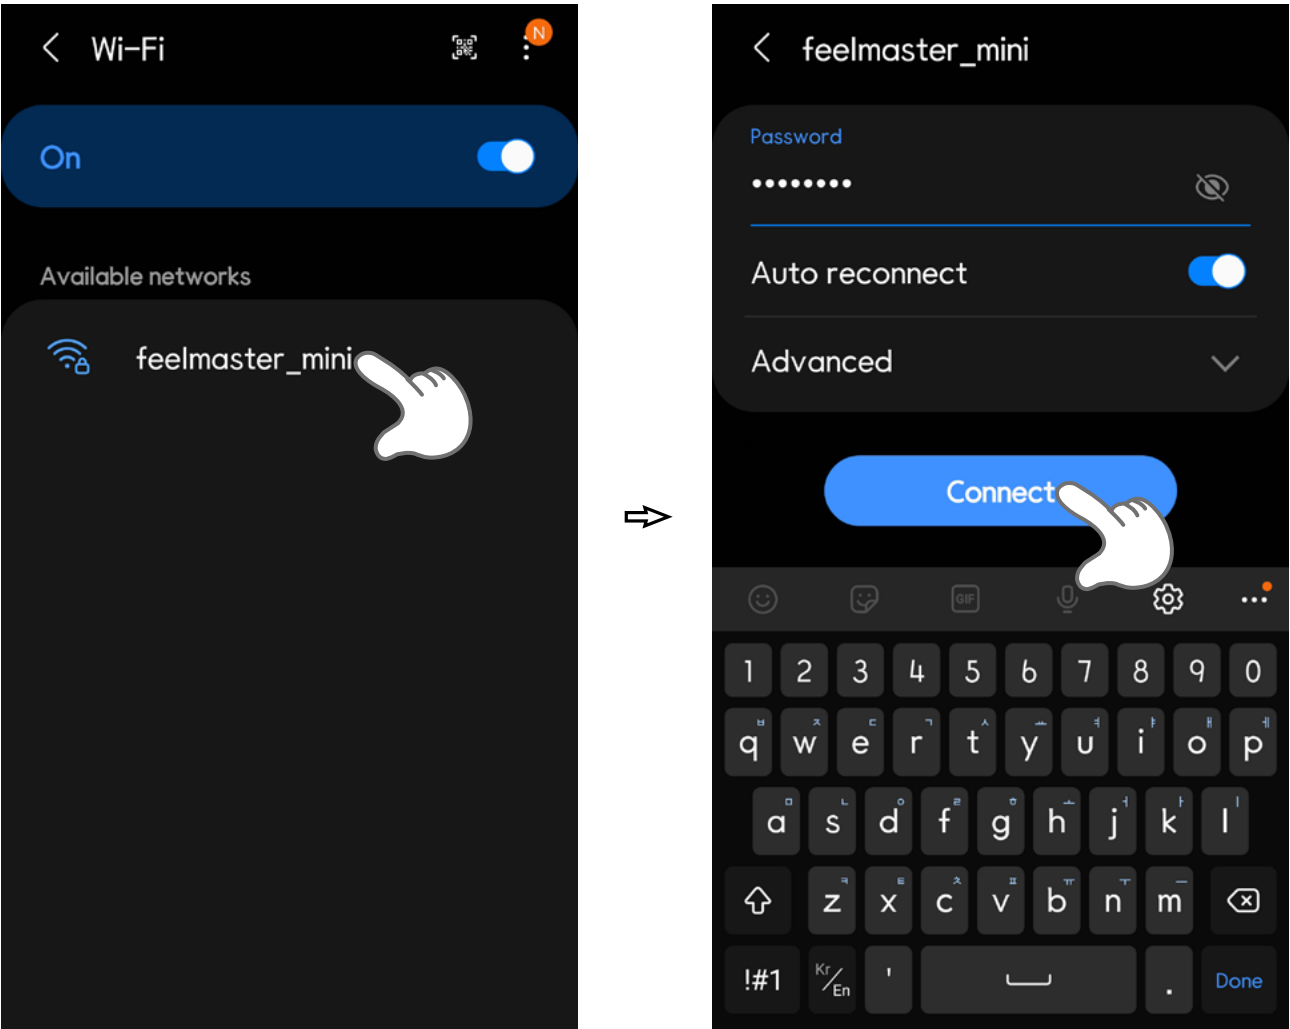 Wi-Fi
N
On
Available networks
feelmaster_mini
feelmaster_mini
Password
••••••••
Auto reconnect
Advanced
Connect
GIF
1 2 3 4 5 6 7 8 9 0
q ㅂ w ㅈ e ㄷ r ㄱ t ㅅ y ㅛ u ㅕ i ㅑ o ㅐ p ㅔ
a ㅁ s ㄴ d ㅇ f ㄹ g ㅎ h ㅗ j ㅓ k ㅏ l ㅣ
z ㅋ x ㅌ c ㅊ v ㅍ b ㅠ n ㅜ m ㅡ
!#1 Kr/En ' . Done